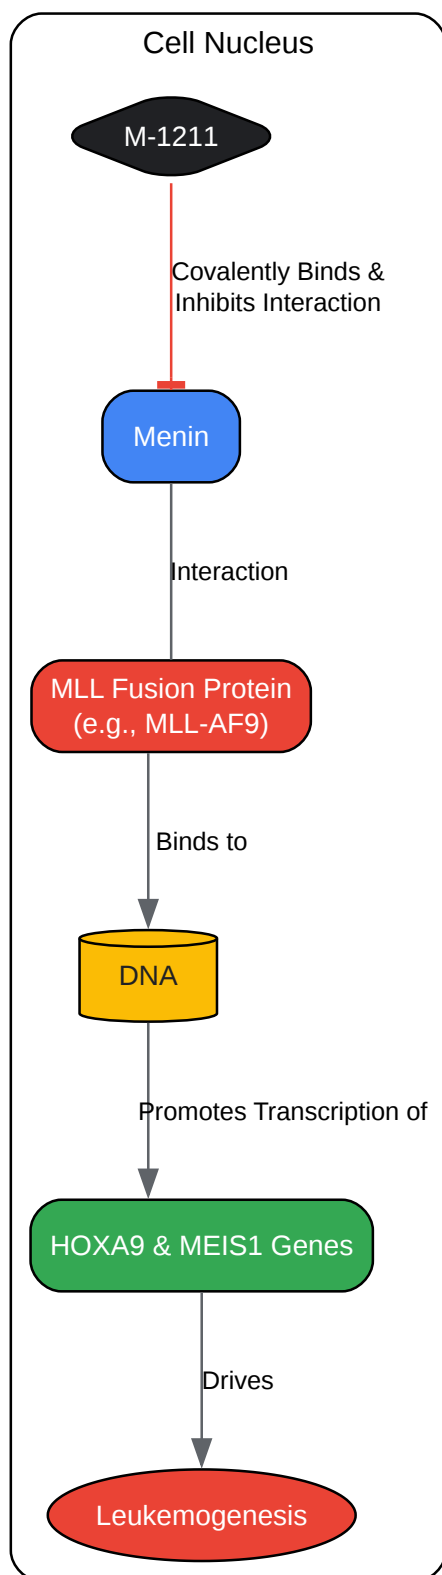 Cell Nucleus
M-1211
Covalently Binds &
Inhibits Interaction
Menin
Interaction
MLL Fusion Protein
(e.g., MLL-AF9)
Binds to
DNA
Promotes Transcription of
HOXA9 & MEIS1 Genes
Drives
Leukemogenesis